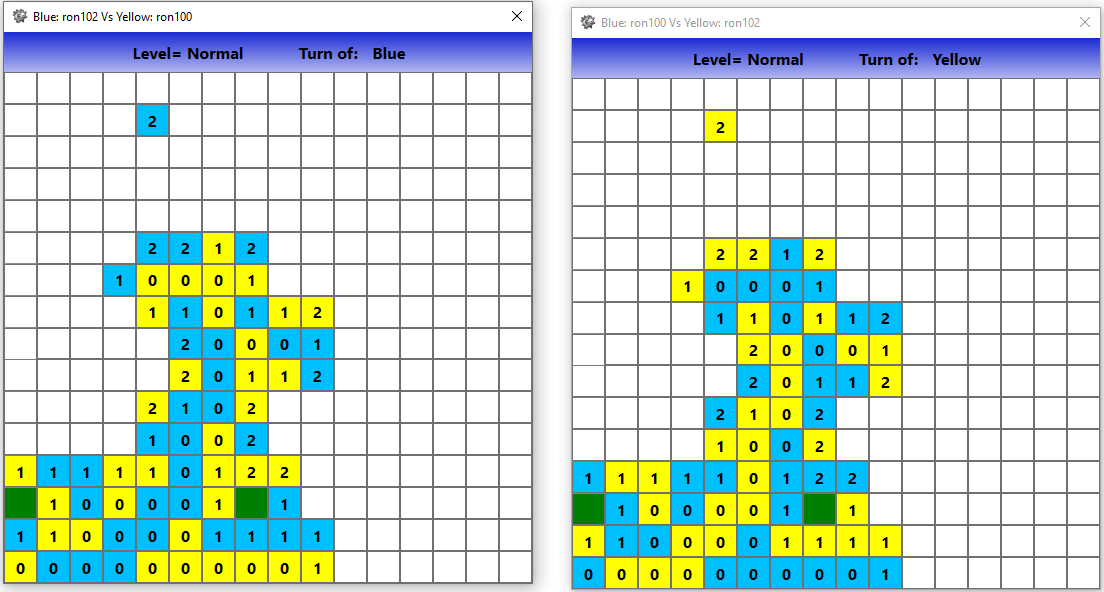 Blue: ron102 Vs Yellow: ron100
Level= Normal Turn of: Blue
2
2 2 1 2
1 0 0 0 1
1 1 0 1 1 2
2 0 0 0 1
2 0 1 1 2
2 1 0 2
1 0 0 2
1 1 1 1 1 0 1 2 2
1 0 0 0 0 1 1
1 1 0 0 0 0 1 1 1 1
0 0 0 0 0 0 0 0 0 1
Blue: ron100 Vs Yellow: ron102
Level= Normal Turn of: Yellow
2
2 2 1 2
1 0 0 0 1
1 1 0 1 1 2
2 0 0 0 1
2 0 1 1 2
2 1 0 2
1 0 0 2
1 1 1 1 1 0 1 2 2
1 0 0 0 0 1 1
1 1 0 0 0 0 1 1 1 1
0 0 0 0 0 0 0 0 0 1